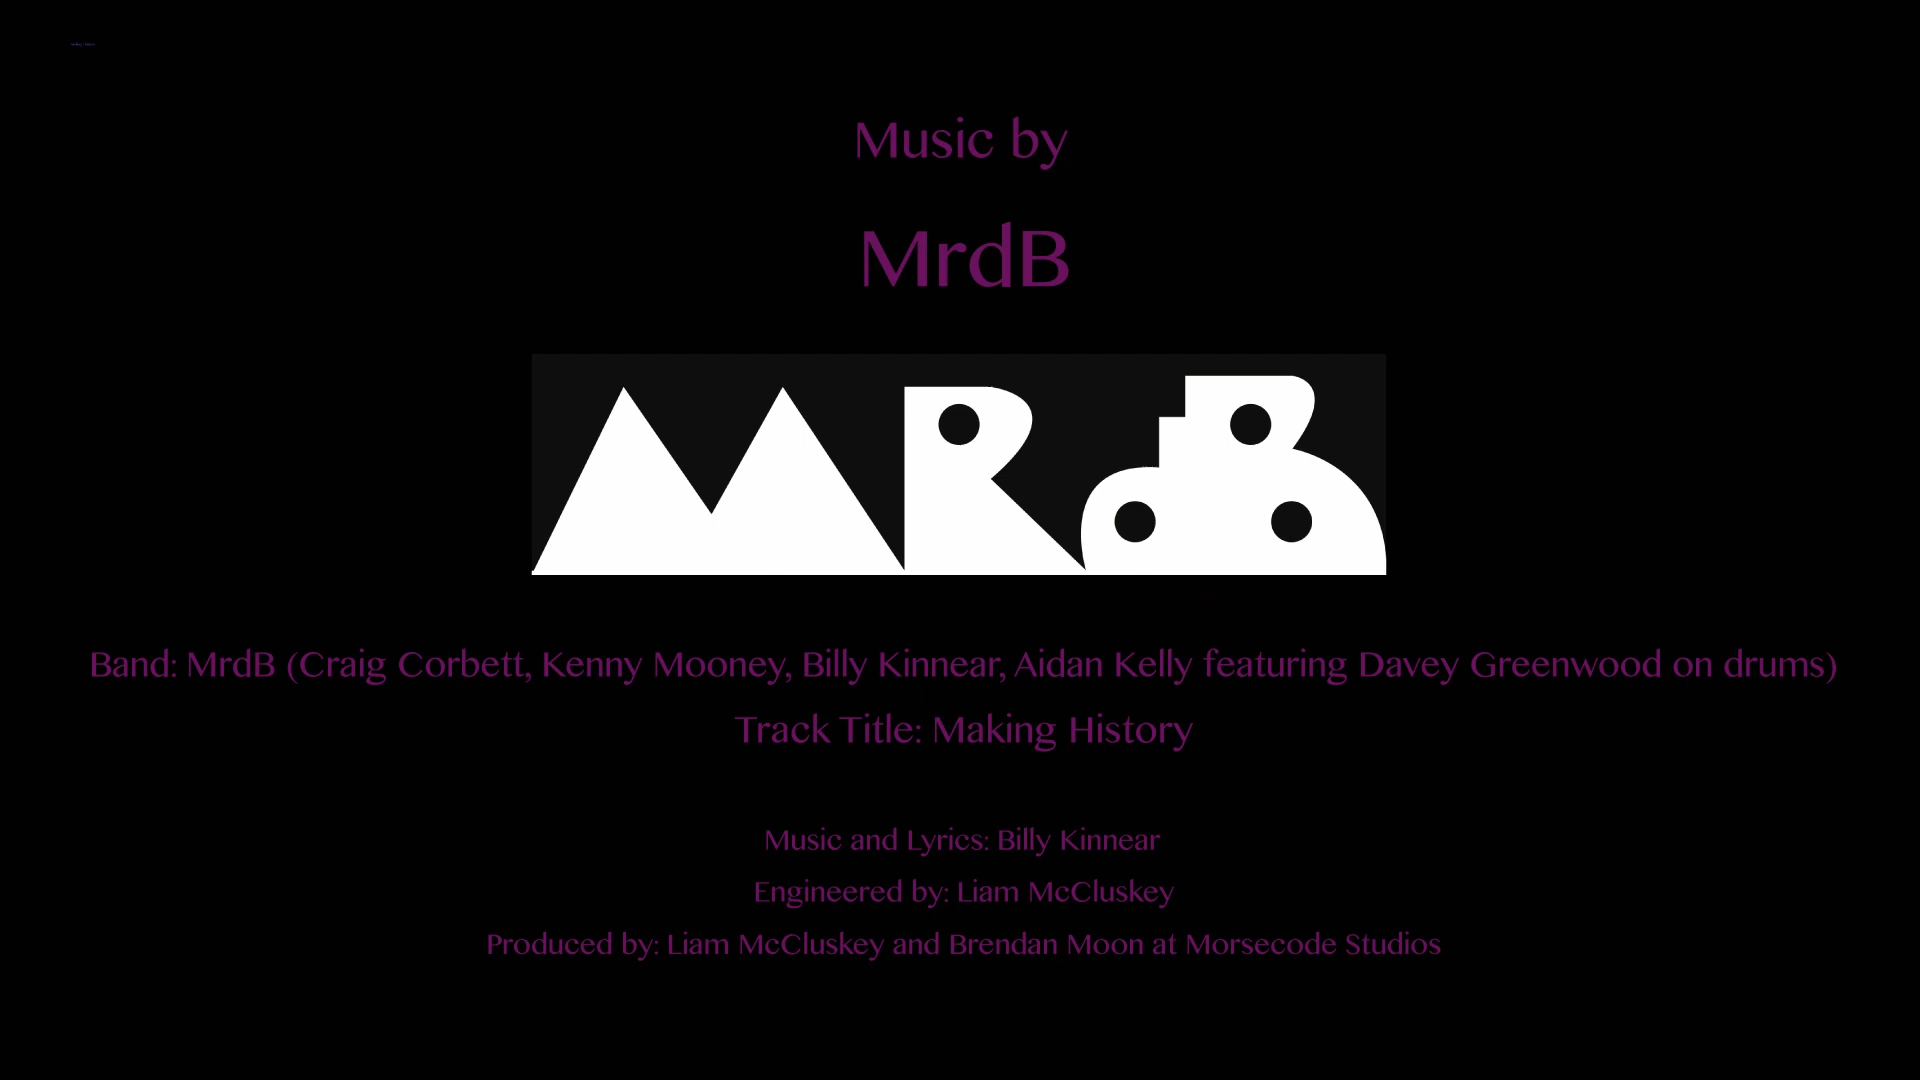 Music by
MrdB
MRdB
Band: MrdB (Craig Corbett, Kenny Mooney, Billy Kinnear, Aidan Kelly featuring Davey Greenwood on drums)
Track Title: Making History
Music and Lyrics: Billy Kinnear
Engineered by: Liam McCluskey
Produced by: Liam McCluskey and Brendan Moon at Morsecode Studios